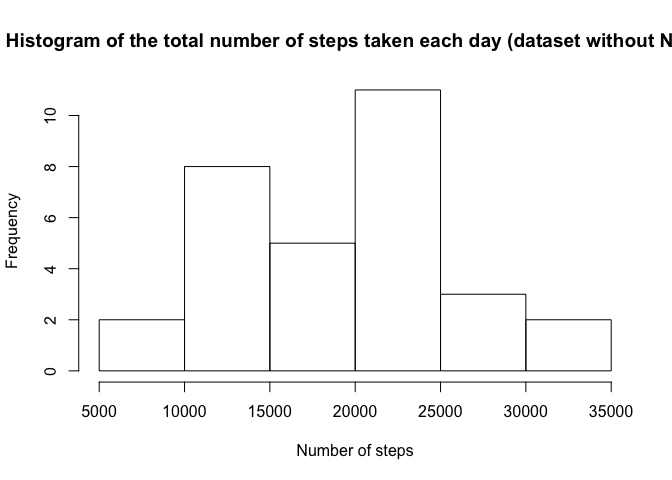 Histogram of the total number of steps taken each day (dataset without N
Frequency
10
8
6
4
2
0
5000 10000 15000 20000 25000 30000 35000
Number of steps